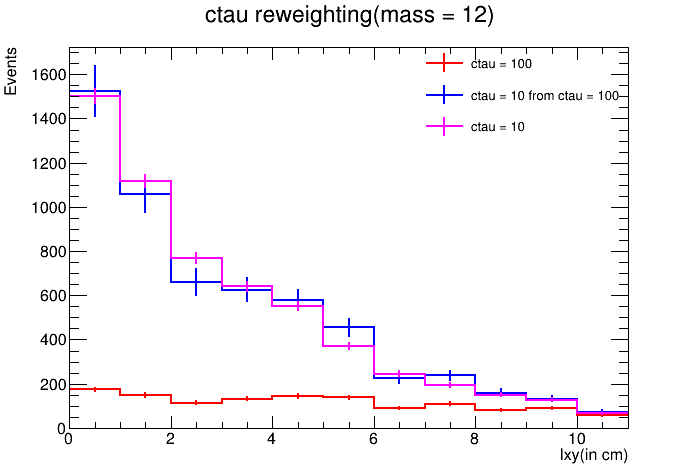 ctau reweighting(mass = 12)
Events
ctau = 100
ctau = 10 from ctau = 100
ctau = 10
1600
1400
1200
1000
800
600
400
200
0
0 2 4 6 8 10
lxy(in cm)